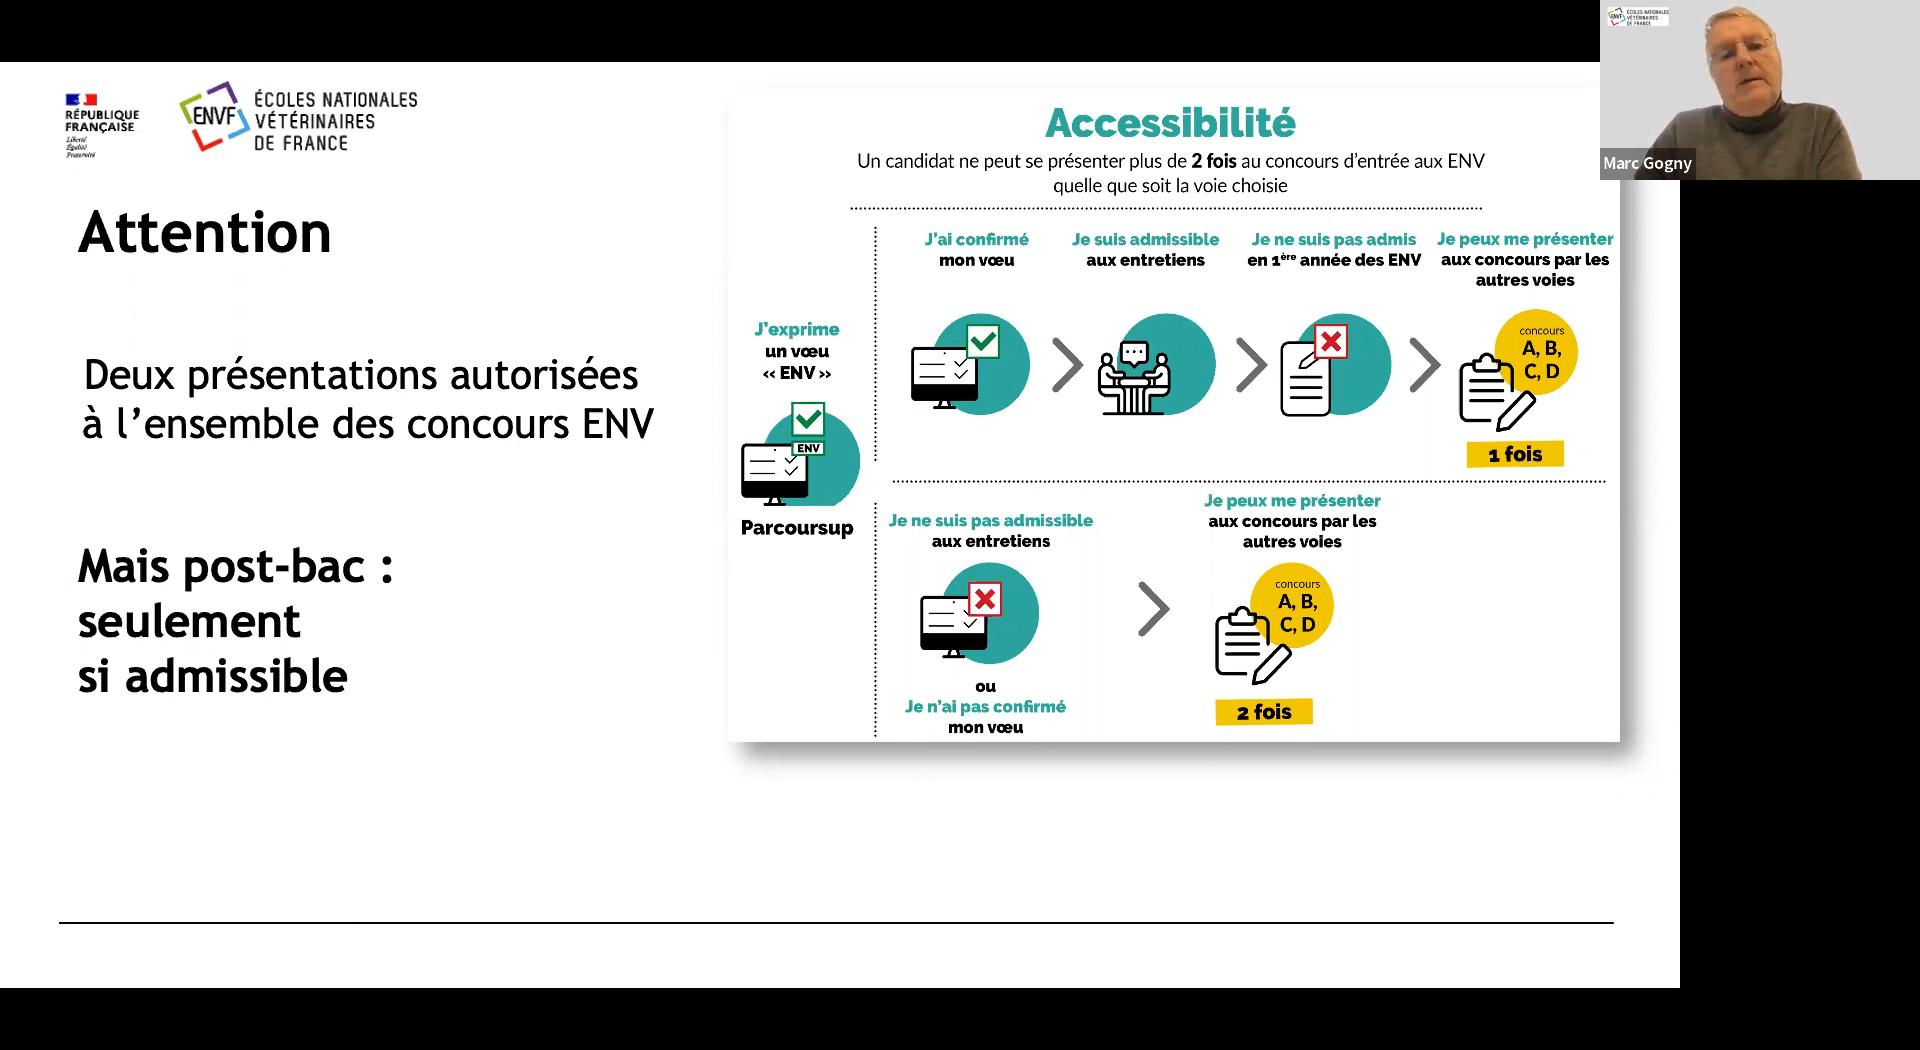 RÉPUBLIQUE
FRANÇAISE
Liberté
Égalité
Fraternité
ENVF
ÉCOLES NATIONALES
VÉTÉRINAIRES
DE FRANCE
Attention
Deux présentations autorisées
à l’ensemble des concours ENV
Mais post-bac :
seulement
si admissible
Accessibilité
Un candidat ne peut se présenter plus de 2 fois au concours d’entrée aux ENV
quelle que soit la voie choisie
J’exprime
un vœu
« ENV »
ENV
Parcoursup
J’ai confirmé
mon vœu
Je suis admissible
aux entretiens
Je ne suis pas admis
en 1ère année des ENV
Je peux me présenter
aux concours par les
autres voies
concours
A, B,
C, D
1 fois
Je ne suis pas admissible
aux entretiens
ou
Je n’ai pas confirmé
mon vœu
Je peux me présenter
aux concours par les
autres voies
concours
A, B,
C, D
2 fois
ENVF
ÉCOLES NATIONALES
VÉTÉRINAIRES
DE FRANCE
Marc Gogny